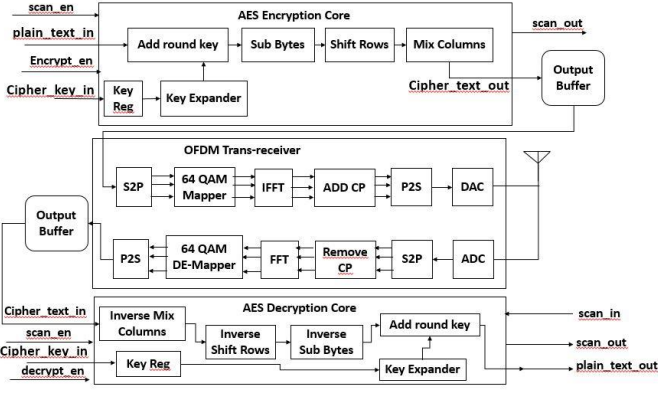 scan_en
AES Encryption Core
scan_out
plain_text_in
Add round key
Sub Bytes
Shift Rows
Mix Columns
Encrypt_en
Output
Buffer
Cipher_key_in
Key
Reg
Key Expander
Cipher_text_out
OFDM Trans-receiver
S2P
64 QAM
Mapper
IFFT
ADD CP
P2S
DAC
Output
Buffer
P2S
64 QAM
DE-Mapper
FFT
Remove
CP
S2P
ADC
AES Decryption Core
Cipher_text_in
Inverse Mix
Columns
Inverse
Shift Rows
Inverse
Sub Bytes
Add round key
scan_in
scan_en
scan_out
Cipher_key_in
Key Reg
Key Expander
plain_text_out
decrypt_en